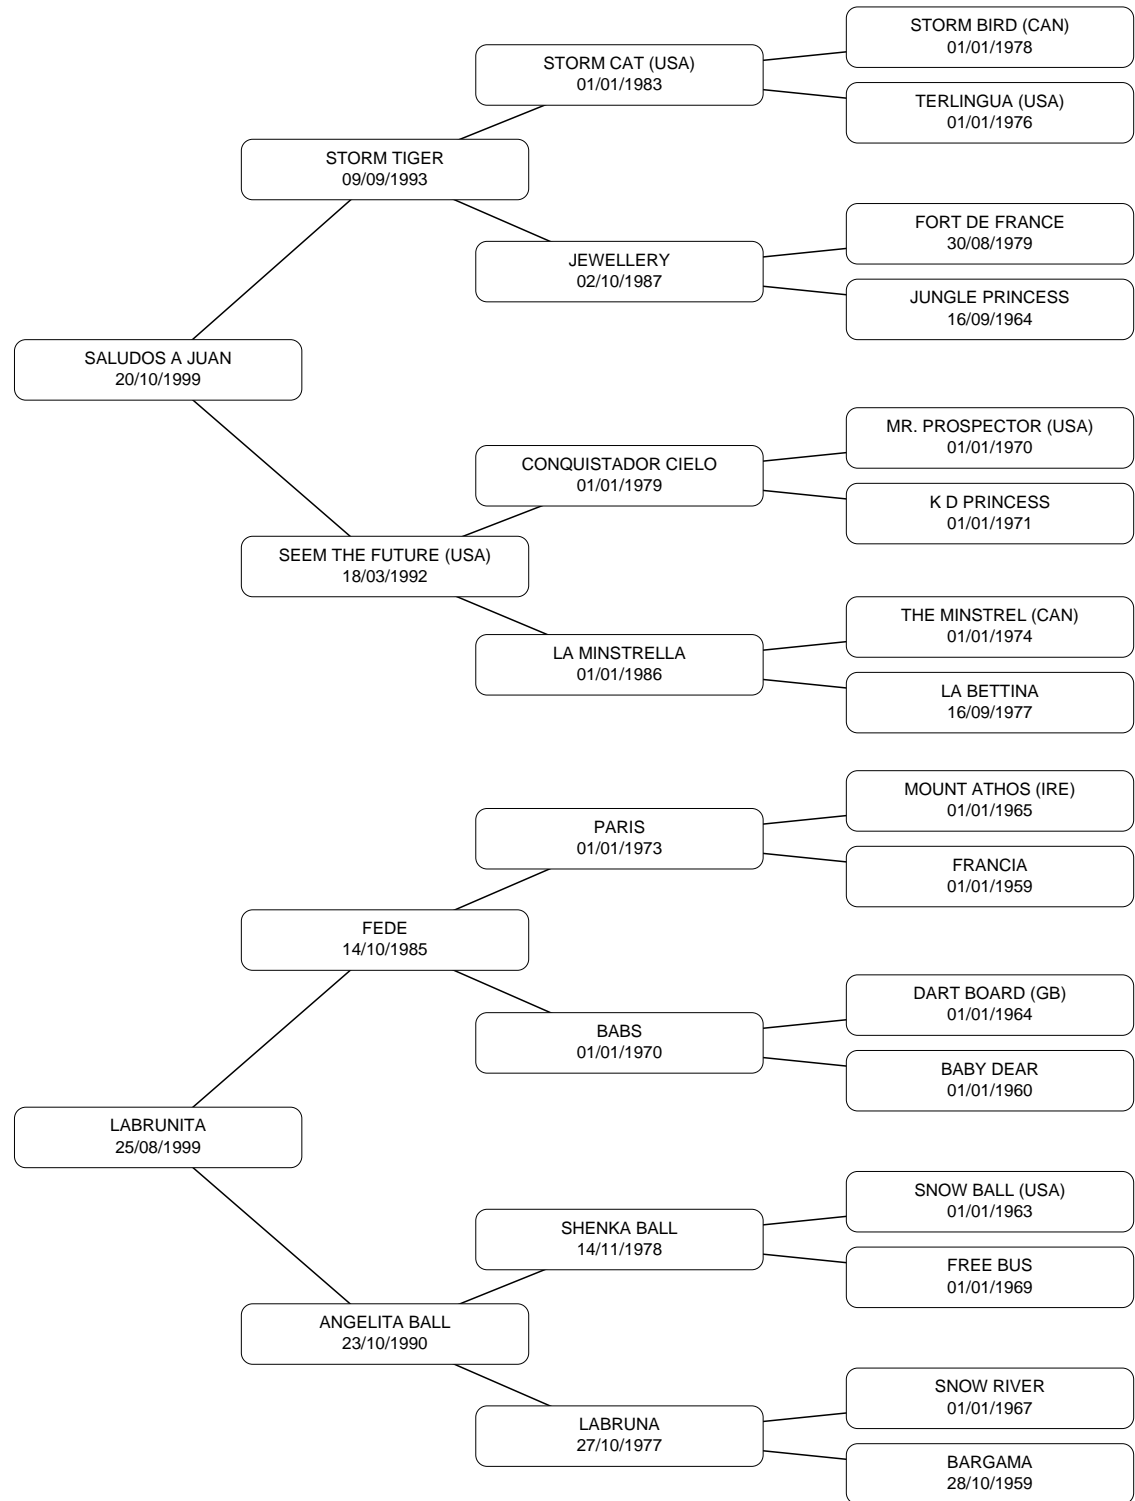 STORM BIRD (CAN)
01/01/1978
STORM CAT (USA)
01/01/1983
TERLINGUA (USA)
01/01/1976
STORM TIGER
09/09/1993
FORT DE FRANCE
30/08/1979
JEWELLERY
02/10/1987
JUNGLE PRINCESS
16/09/1964
SALUDOS A JUAN
20/10/1999
MR. PROSPECTOR (USA)
01/01/1970
CONQUISTADOR CIELO
01/01/1979
K D PRINCESS
01/01/1971
SEEM THE FUTURE (USA)
18/03/1992
THE MINSTREL (CAN)
01/01/1974
LA MINSTRELLA
01/01/1986
LA BETTINA
16/09/1977
MOUNT ATHOS (IRE)
01/01/1965
PARIS
01/01/1973
FRANCIA
01/01/1959
FEDE
14/10/1985
DART BOARD (GB)
01/01/1964
BABS
01/01/1970
BABY DEAR
01/01/1960
LABRUNITA
25/08/1999
SNOW BALL (USA)
01/01/1963
SHENKA BALL
14/11/1978
FREE BUS
01/01/1969
ANGELITA BALL
23/10/1990
SNOW RIVER
01/01/1967
LABRUNA
27/10/1977
BARGAMA
28/10/1959